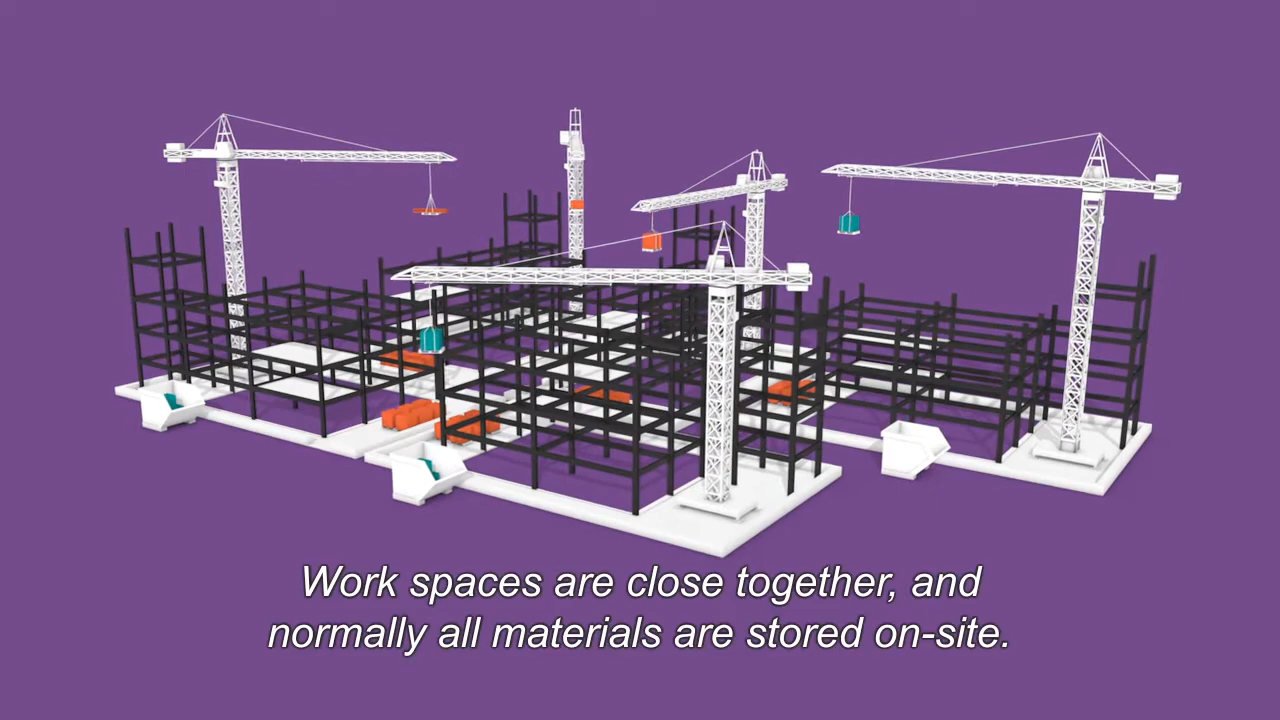 Work spaces are close together, and
normally all materials are stored on-site.